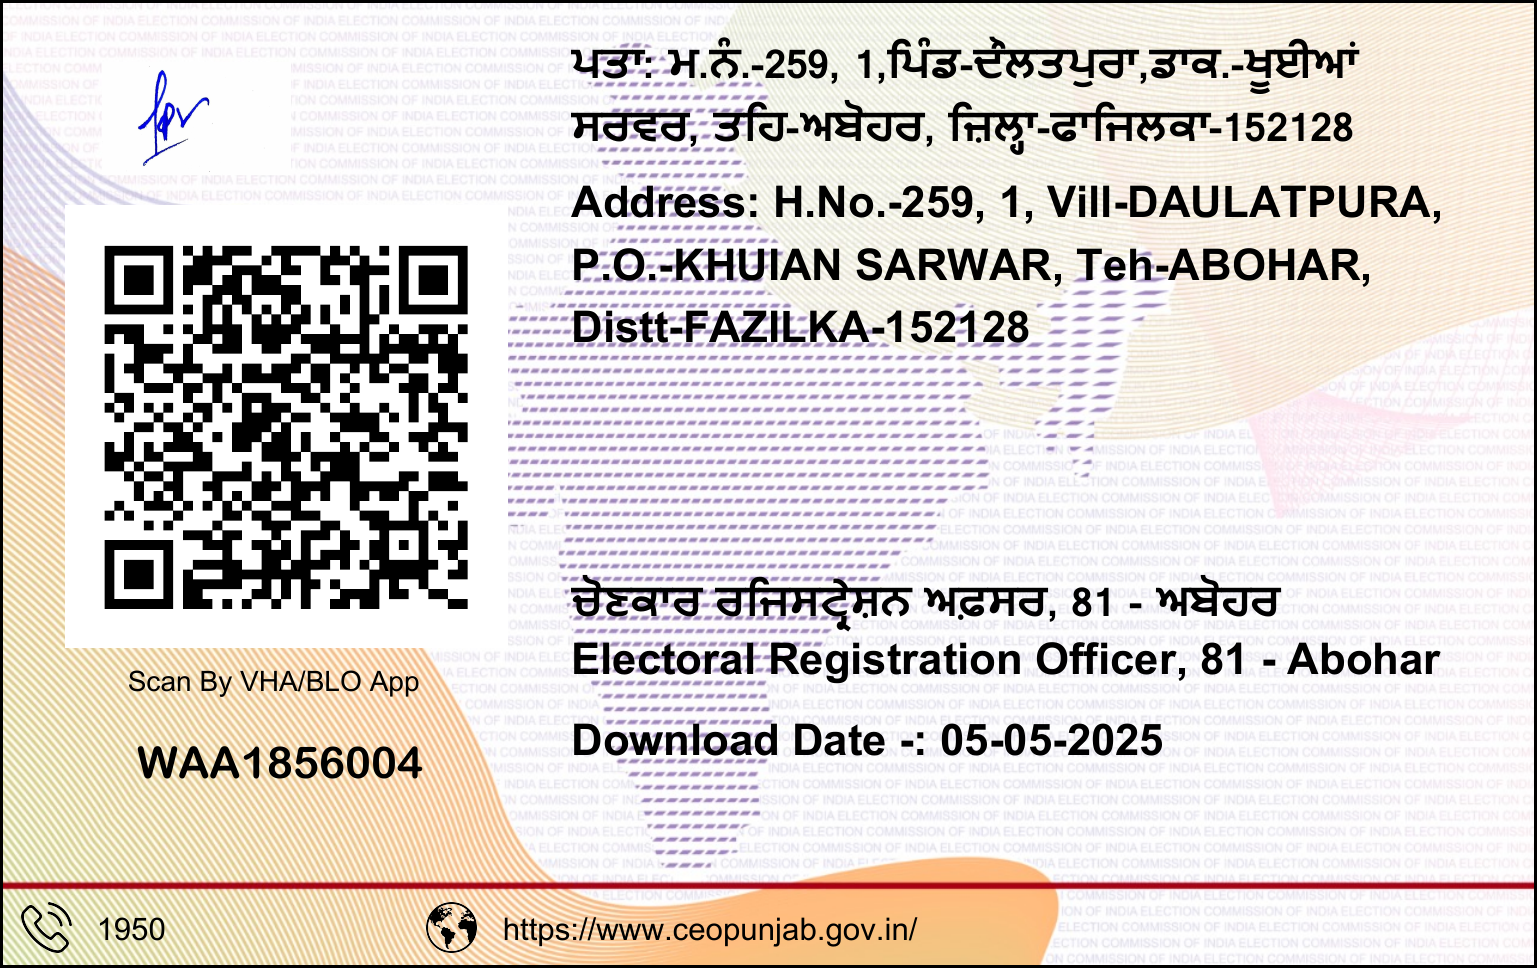 ਪਤਾ: ਮ.ਨੰ.-259, 1,ਪਿੰਡ-ਦੌਲਤਪੁਰਾ,ਡਾਕ.-ਖੂਈਆਂ
ਸਰਵਰ, ਤਹਿ-ਅਬੋਹਰ, ਜ਼ਿਲ੍ਹਾ-ਫਾਜਿਲਕਾ-152128
Address: H.No.-259, 1, Vill-DAULATPURA,
P.O.-KHUIAN SARWAR, Teh-ABOHAR,
Distt-FAZILKA-152128
ਚੋਣਕਾਰ ਰਜਿਸਟ੍ਰੇਸ਼ਨ ਅਫ਼ਸਰ, 81 - ਅਬੋਹਰ
Electoral Registration Officer, 81 - Abohar
Download Date -: 05-05-2025
Scan By VHA/BLO App
WAA1856004
1950
https://www.ceopunjab.gov.in/